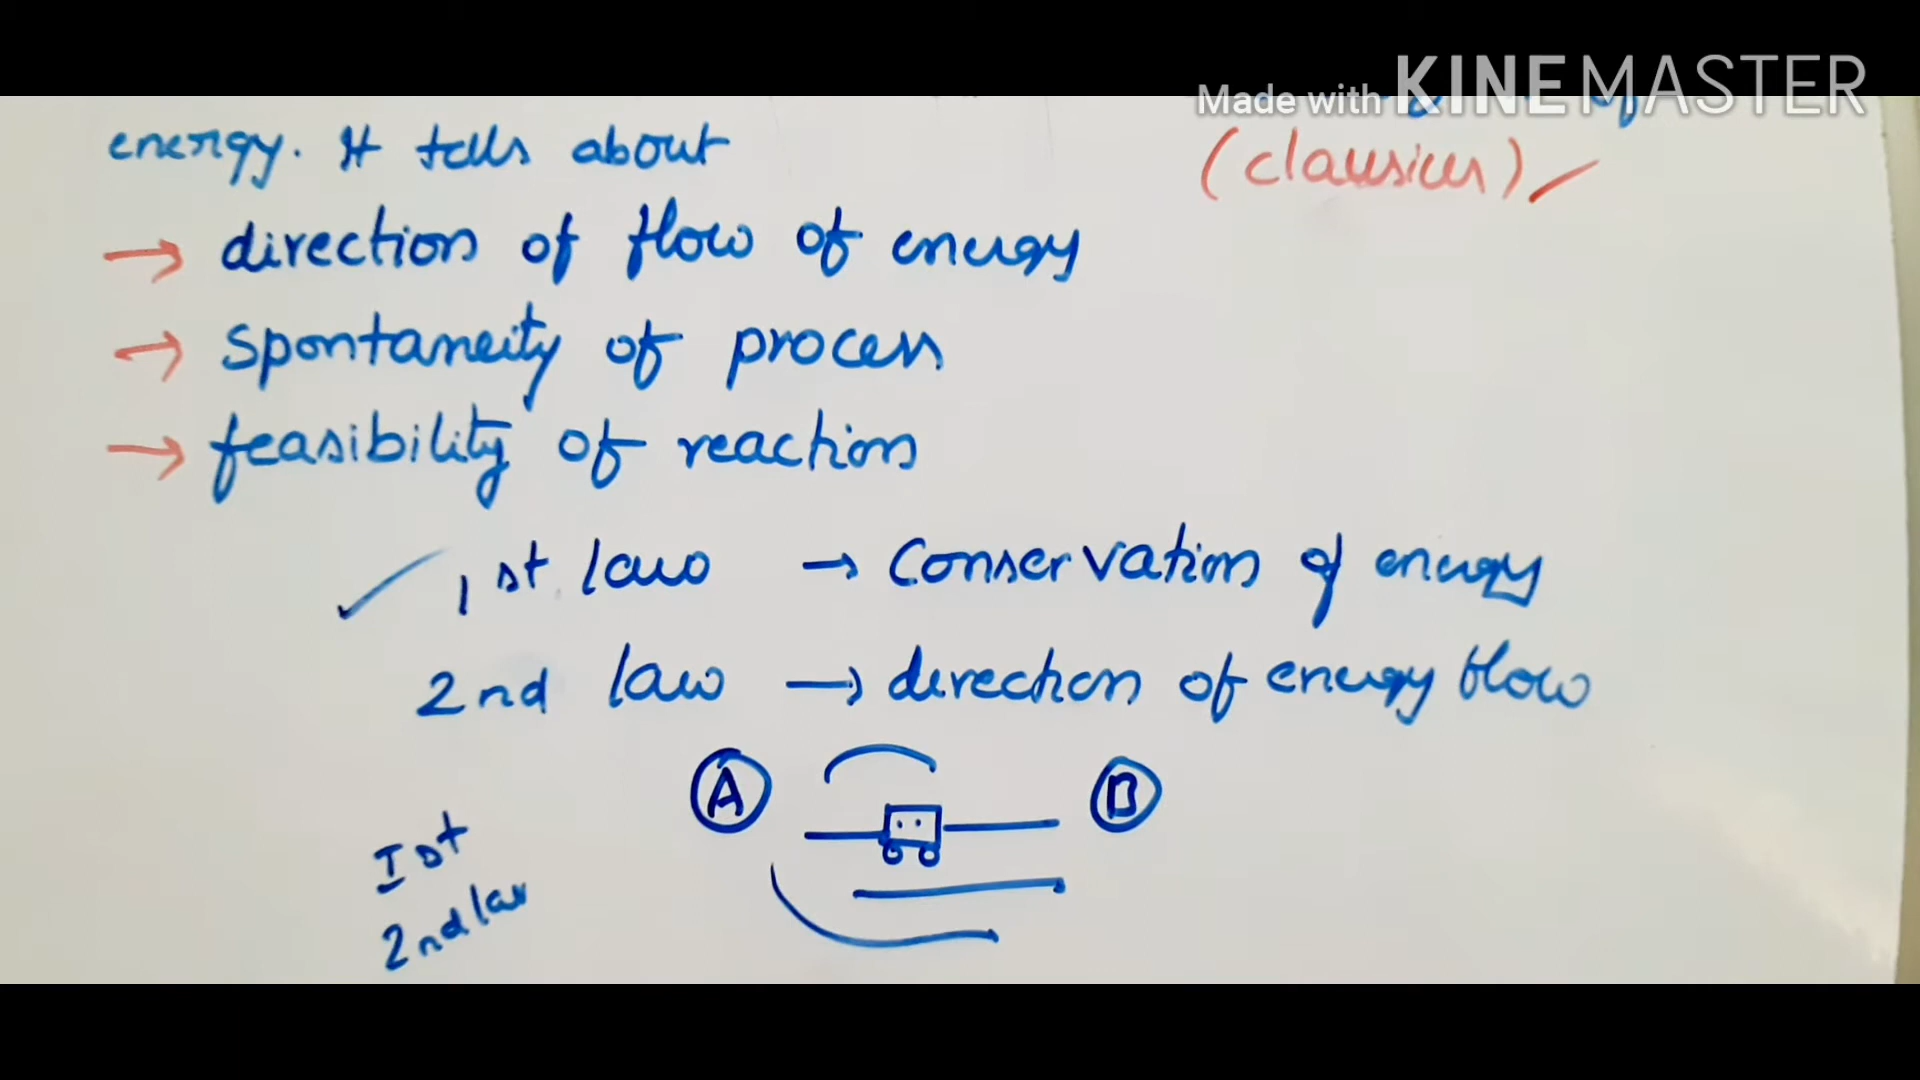 Made with KINEMASTER
energy. It tells about
(clausius)
→ direction of flow of energy
→ spontaneity of process
→ feasibility of reaction
1st law → Conservation of energy
2nd law → direction of energy flow
A B
Ist
2nd law